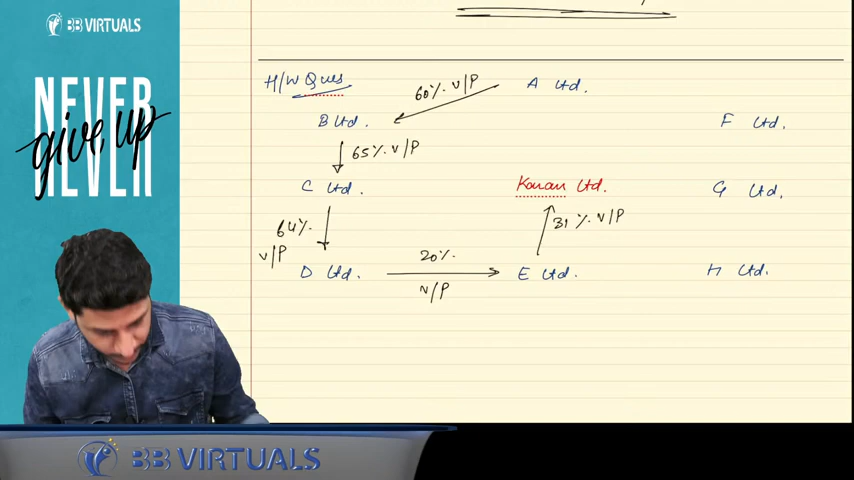 BB VIRTUALS
NEVER
give up
NEVER
H/W Ques
60% V/P
A Ltd.
B Ltd.
F Ltd.
65% V/P
C Ltd.
Karan Ltd.
G Ltd.
64%
V/P
31% V/P
D Ltd.
20%
V/P
E Ltd.
H Ltd.
BB VIRTUALS